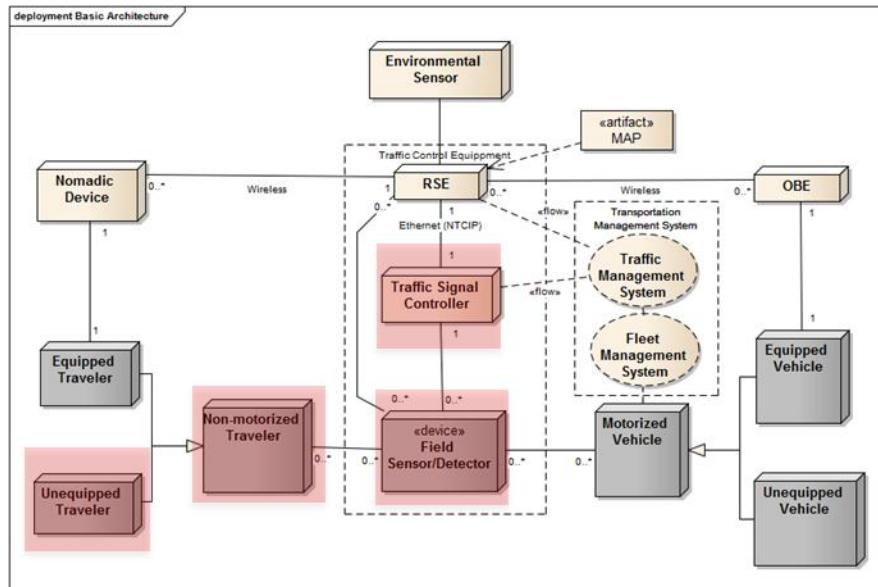 deployment Basic Architecture
Environmental
Sensor
«artifact»
MAP
Traffic Control Equippment
Nomadic
Device
0..*
Wireless
1
0..*
RSE
0..*
Wireless
0..*
OBE
1
1
1
Ethernet (NTCIP)
«flow»
Transportation
Management System
Traffic
Management
System
1
Traffic Signal
Controller
«flow»
1
Fleet
Management
System
1
1
Equipped
Traveler
Equipped
Vehicle
0..*
0..*
Non-motorized
Traveler
«device»
Field
Sensor/Detector
Motorized
Vehicle
0..*
0..*
0..*
0..*
Unequipped
Traveler
Unequipped
Vehicle